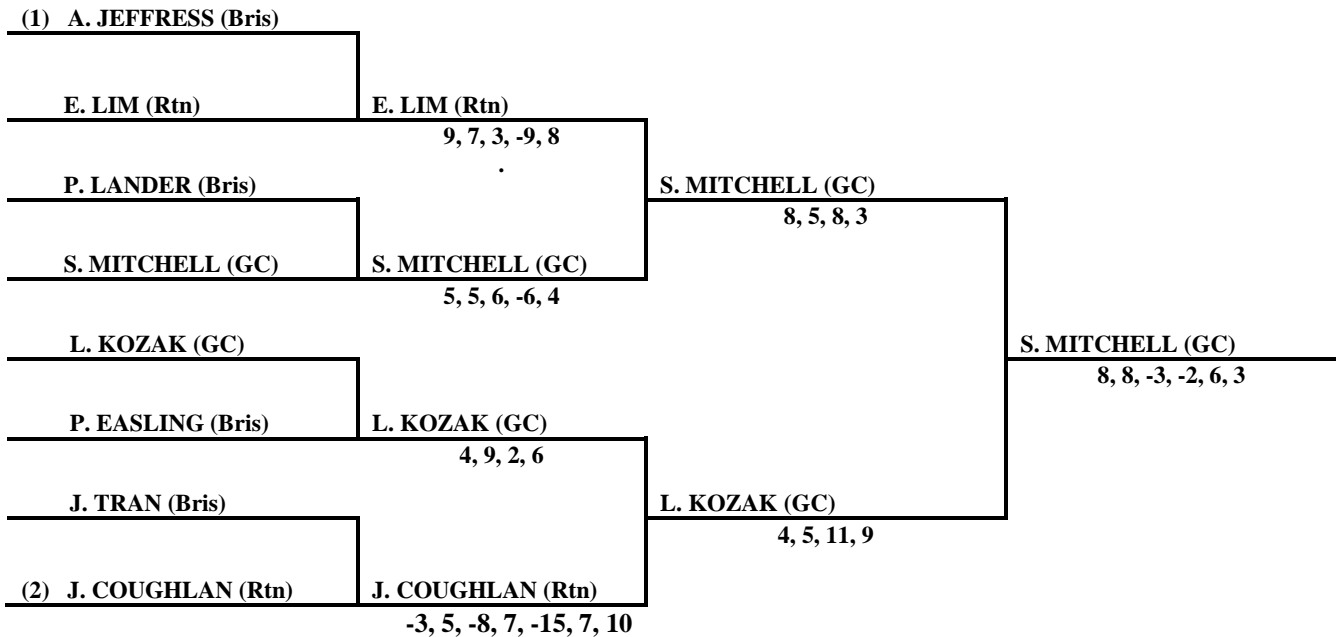 (1) A. JEFFRESS (Bris)
E. LIM (Rtn) E. LIM (Rtn)
9, 7, 3, -9, 8
.
P. LANDER (Bris) S. MITCHELL (GC)
8, 5, 8, 3
S. MITCHELL (GC) S. MITCHELL (GC)
5, 5, 6, -6, 4
L. KOZAK (GC) S. MITCHELL (GC)
8, 8, -3, -2, 6, 3
P. EASLING (Bris) L. KOZAK (GC)
4, 9, 2, 6
J. TRAN (Bris) L. KOZAK (GC)
4, 5, 11, 9
(2) J. COUGHLAN (Rtn) J. COUGHLAN (Rtn)
-3, 5, -8, 7, -15, 7, 10